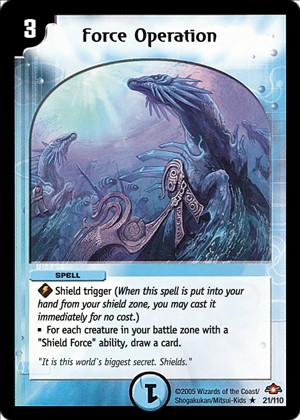 3
Force Operation
SPELL
Shield trigger (When this spell is put into your
hand from your shield zone, you may cast it
immediately for no cost.)
▪ For each creature in your battle zone with a
"Shield Force" ability, draw a card.
"It is this world's biggest secret. Shields."
1
©2005 Wizards of the Coast/
Shogakukan/Mitsui-Kids ★ 21/110